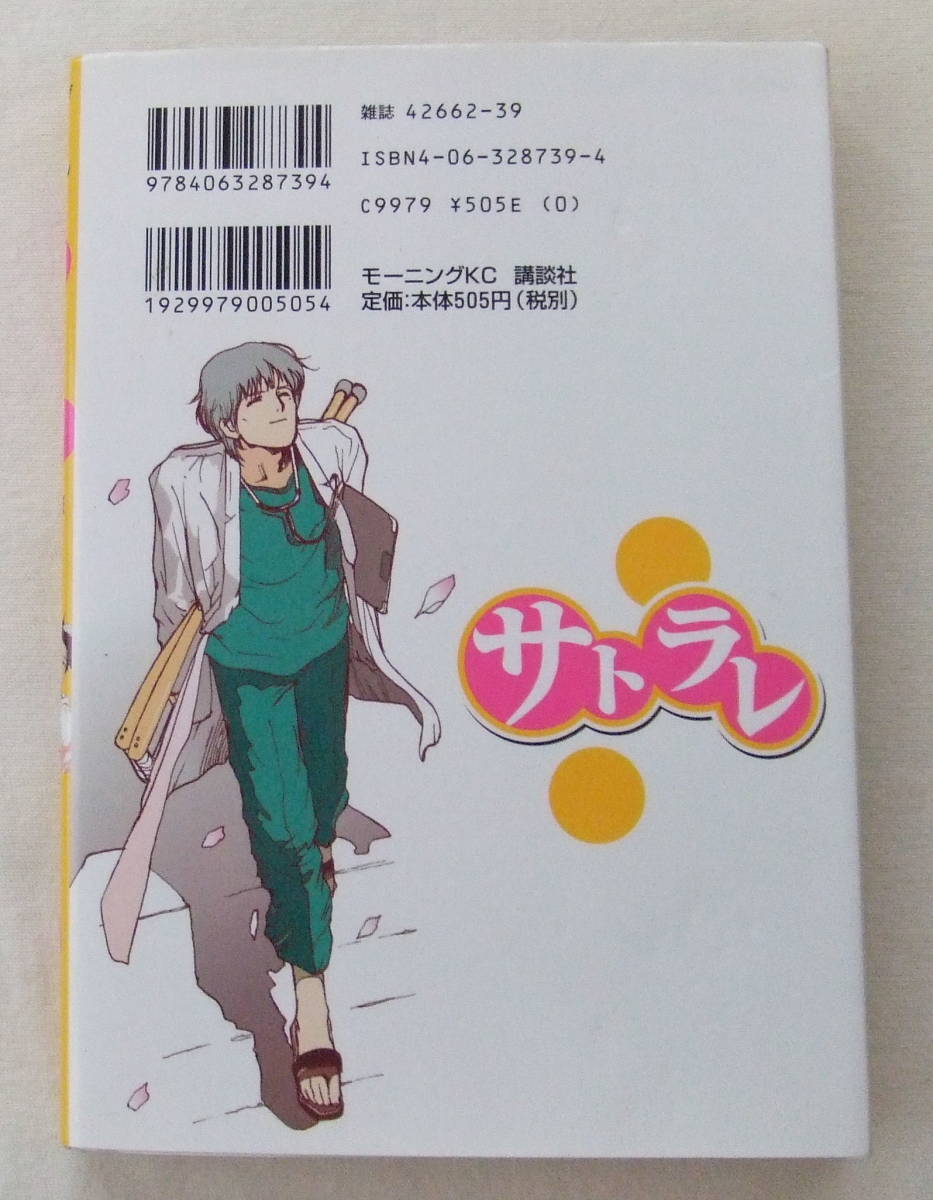 雑誌 42662-39
9784063287394
ISBN4-06-328739-4
C9979 ¥505E (0)
1929979005054
モーニングKC 講談社
定価:本体505円(税別)
サトラレ